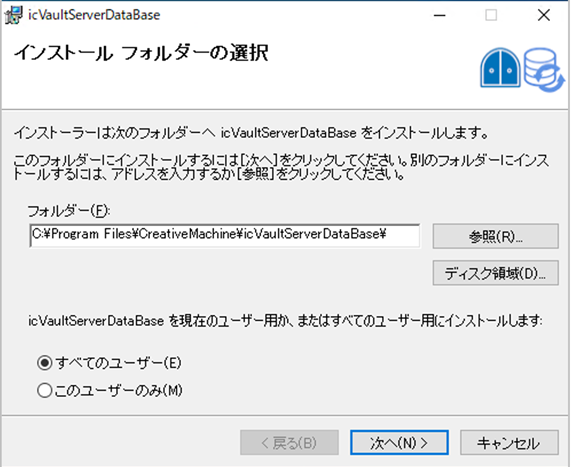 icVaultServerDataBase
インストール フォルダーの選択
インストーラーは次のフォルダーへ icVaultServerDataBase をインストールします。
このフォルダーにインストールするには[次へ]をクリックしてください。別のフォルダーにインス
トールするには、アドレスを入力するか[参照]をクリックしてください。
フォルダー(F):
C:¥Program Files¥CreativeMachine¥icVaultServerDataBase¥
参照(R)...
ディスク領域(D)...
icVaultServerDataBase を現在のユーザー用か、またはすべてのユーザー用にインストールします:
すべてのユーザー(E)
このユーザーのみ(M)
< 戻る(B)
次へ(N) >
キャンセル